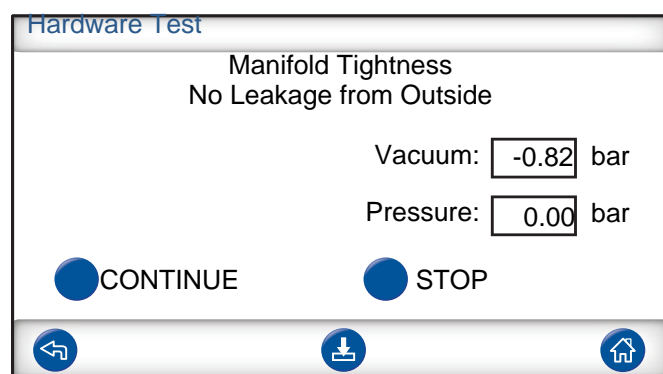 Hardware Test
Manifold Tightness
No Leakage from Outside
Vacuum: -0.82 bar
Pressure: 0.00 bar
CONTINUE STOP